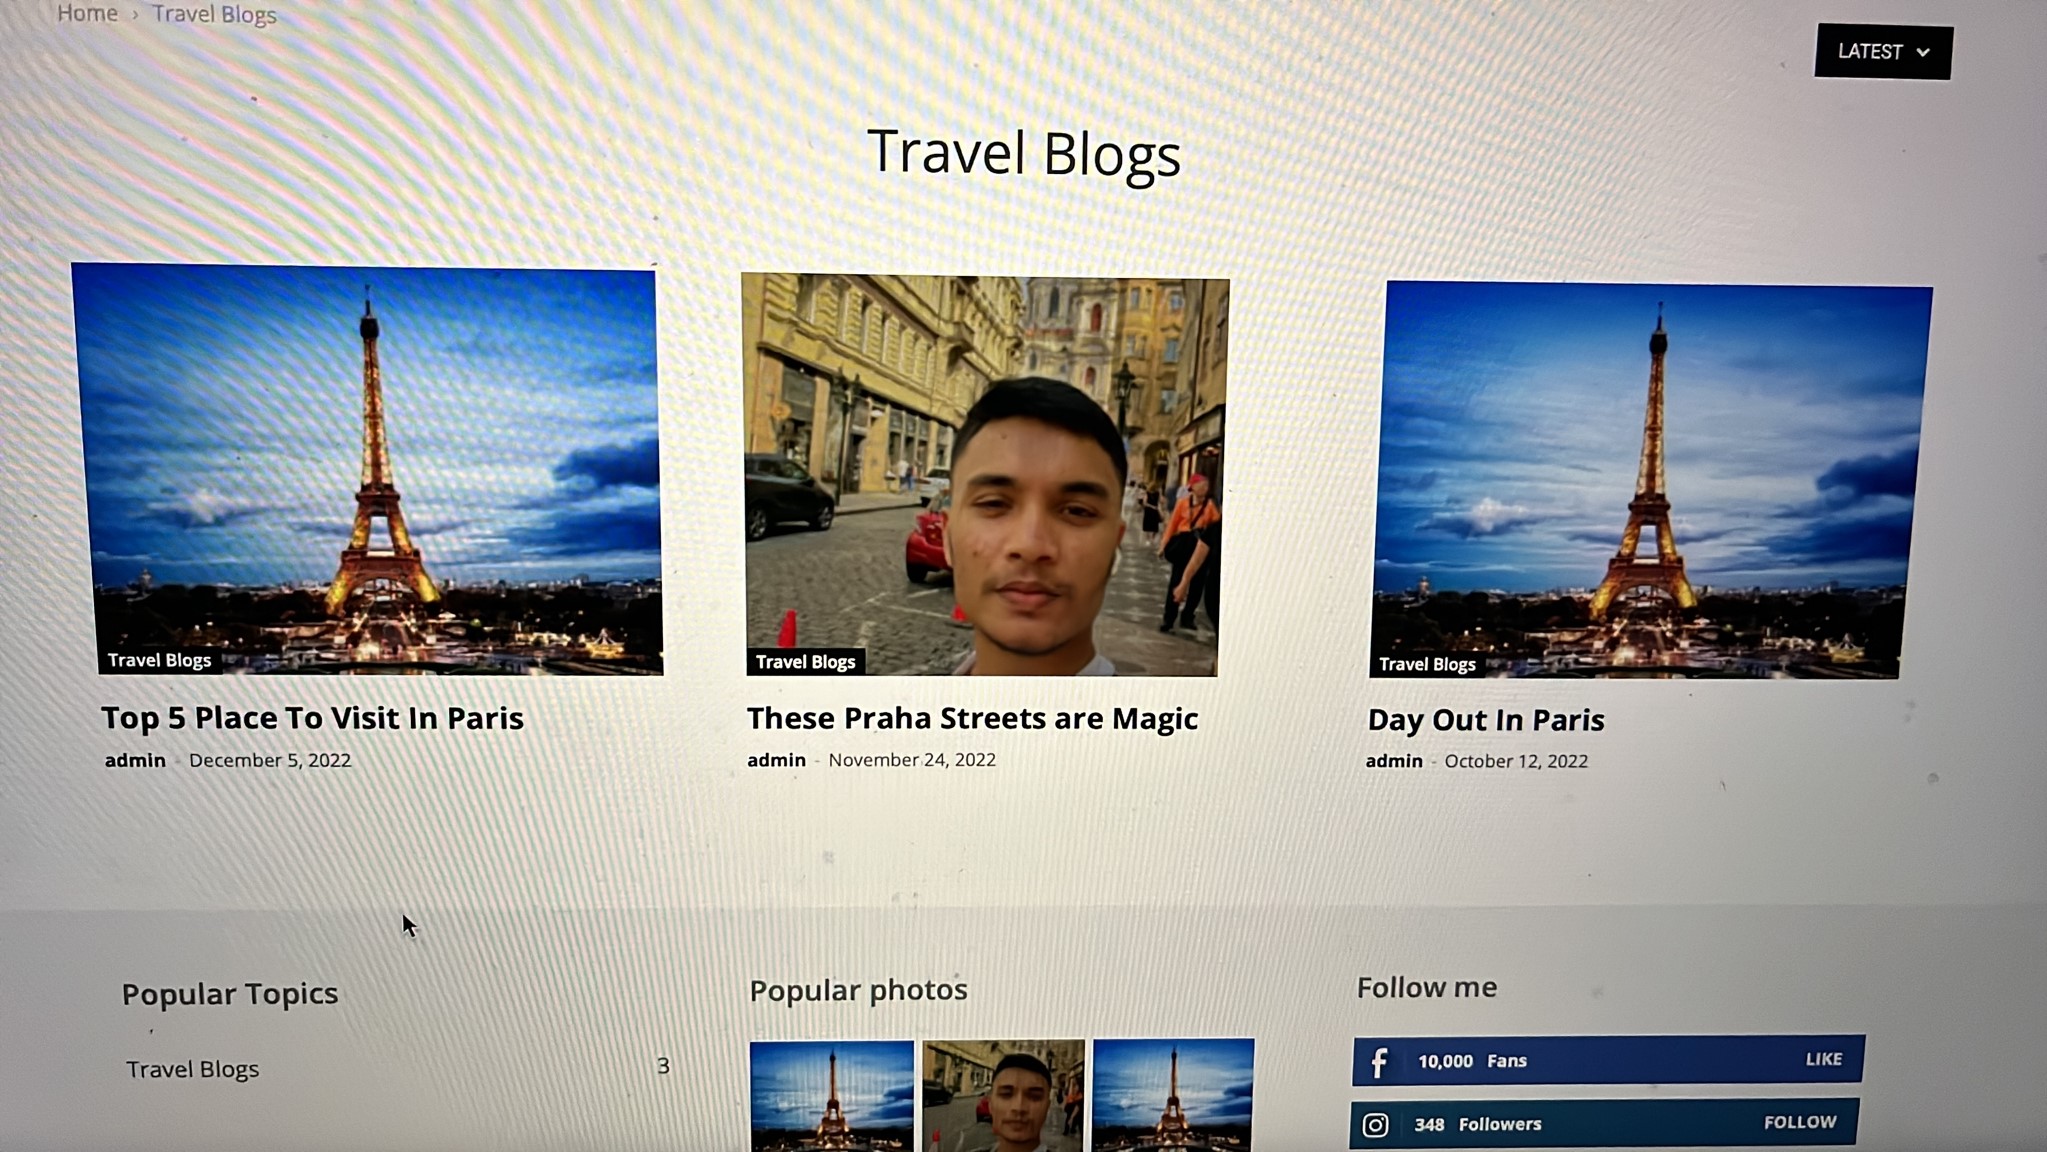 Home › Travel Blogs
LATEST
Travel Blogs
Travel Blogs
Top 5 Place To Visit In Paris
admin - December 5, 2022
Travel Blogs
These Praha Streets are Magic
admin - November 24, 2022
Travel Blogs
Day Out In Paris
admin - October 12, 2022
Popular Topics
Travel Blogs 3
Popular photos
Follow me
10,000 Fans LIKE
348 Followers FOLLOW